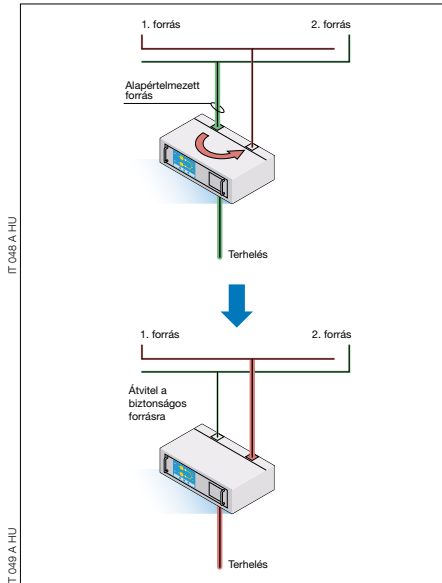 1. forrás
2. forrás
Alapértelmezett
forrás
Terhelés
IT 048 A HU
1. forrás
2. forrás
Átvitel a
biztonságos
forrásra
Terhelés
IT 049 A HU